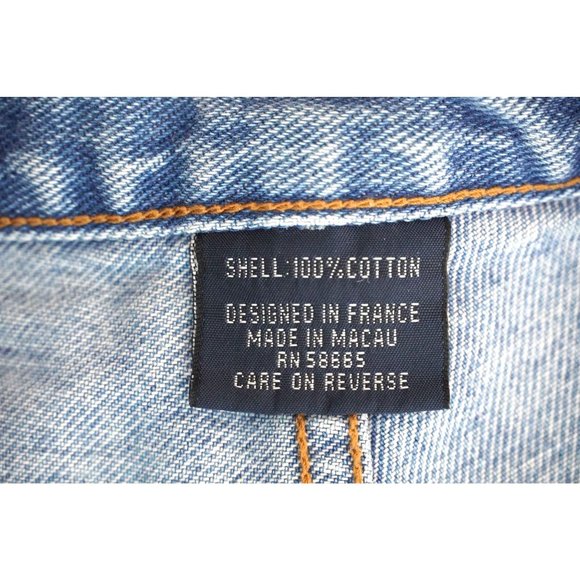 SHELL:100%COTTON
DESIGNED IN FRANCE
MADE IN MACAU
RN 58665
CARE ON REVERSE